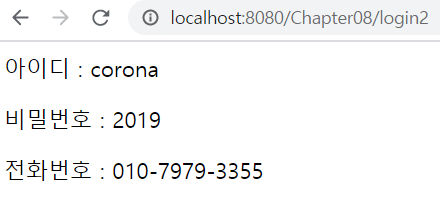 localhost:8080/Chapter08/login2
아이디 : corona
비밀번호 : 2019
전화번호 : 010-7979-3355